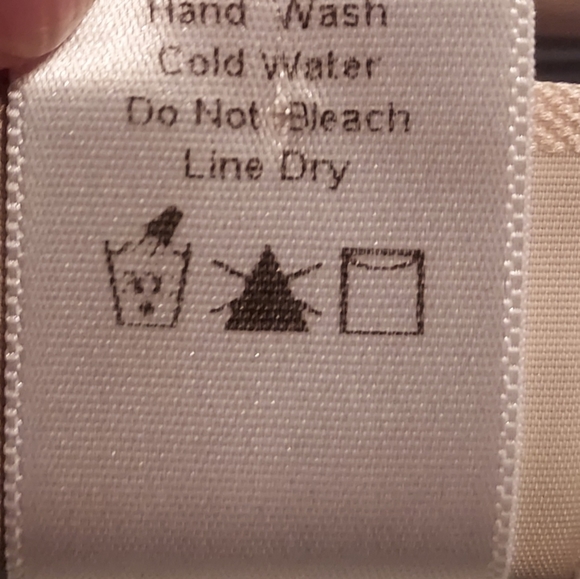 Hand Wash
Cold Water
Do Not Bleach
Line Dry